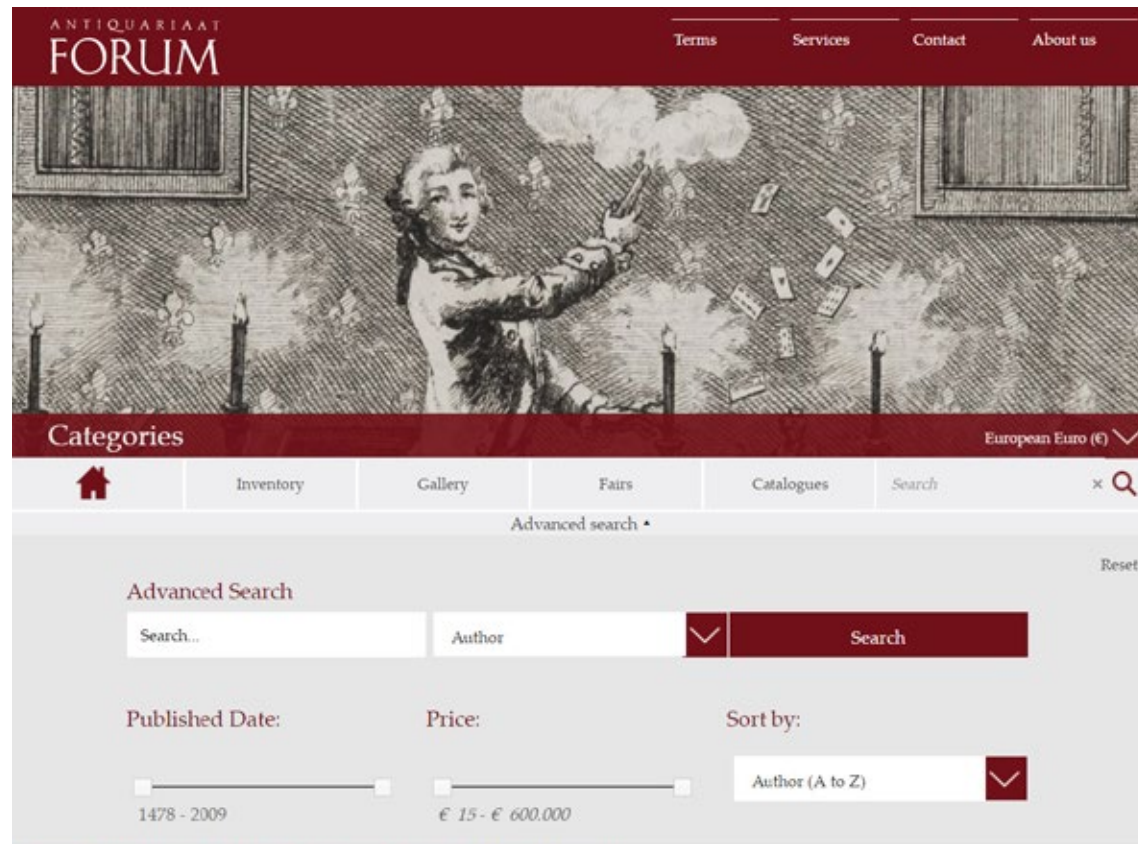 ANTIQUARIAAT
FORUM
Terms Services Contact About us
Categories
European Euro (€)
Inventory Gallery Fairs Catalogues Search ×
Advanced search
Reset
Advanced Search
Search... Author Search
Published Date: Price: Sort by:
Author (A to Z)
1478 - 2009 € 15 - € 600.000